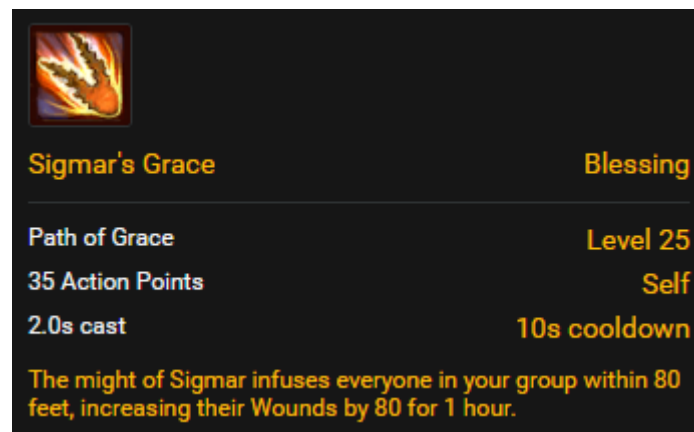 Sigmar's Grace Blessing
Path of Grace Level 25
35 Action Points Self
2.0s cast 10s cooldown
The might of Sigmar infuses everyone in your group within 80
feet, increasing their Wounds by 80 for 1 hour.